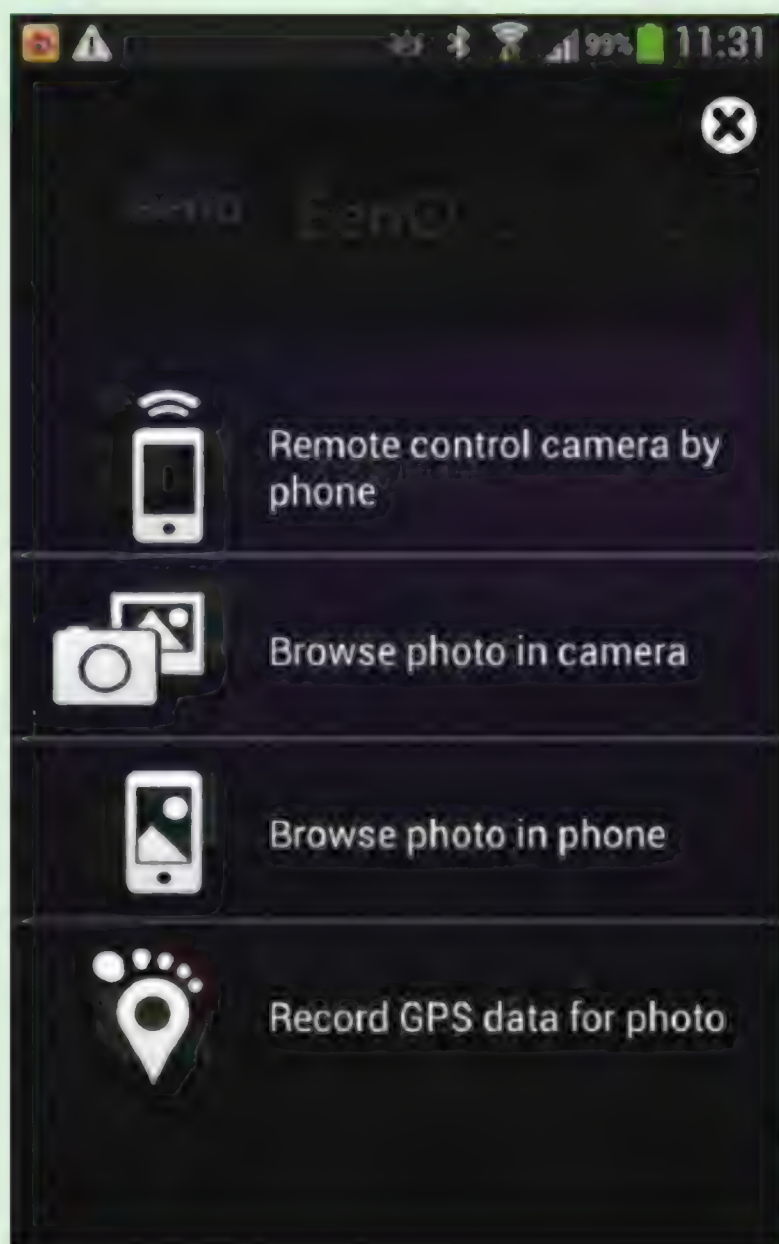 99% 11:31
Remote control camera by
phone
Browse photo in camera
Browse photo in phone
Record GPS data for photo